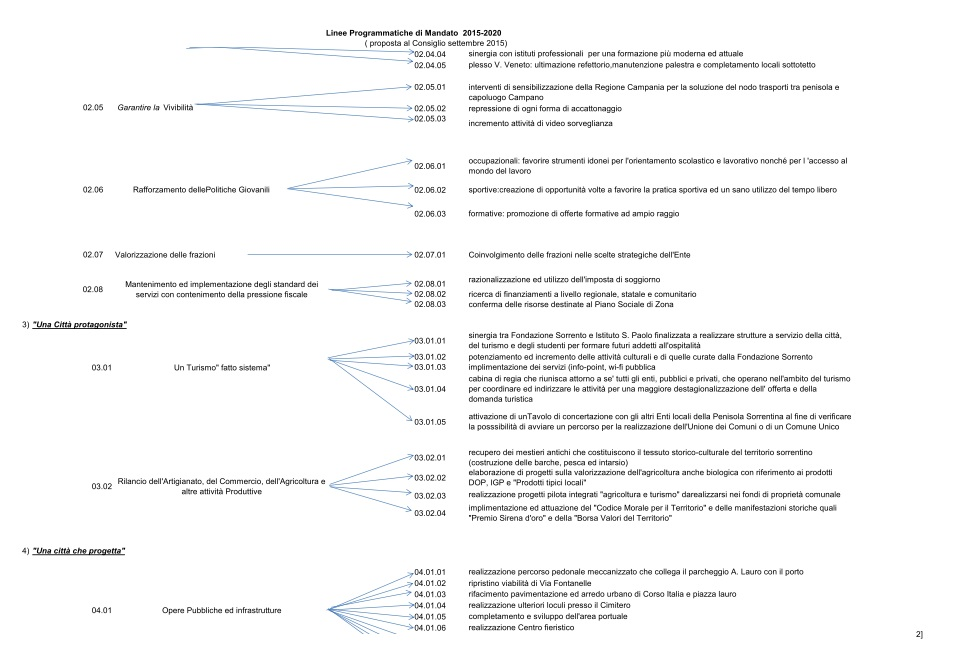 Linee Programmatiche di Mandato  2015-2020
( proposta al Consiglio settembre 2015)
02.04.04 sinergia con istituti professionali  per una formazione più moderna ed attuale
02.04.05 plesso V. Veneto: ultimazione refettorio,manutenzione palestra e completamento locali sottotetto
02.05 Garantire la Vivibilità
02.05.01 interventi di sensibilizzazione della Regione Campania per la soluzione del nodo trasporti tra penisola e
capoluogo Campano
02.05.02 repressione di ogni forma di accattonaggio
02.05.03 incremento attività di video sorveglianza
02.06 Rafforzamento dellePolitiche Giovanili
02.06.01 occupazionali: favorire strumenti idonei per l'orientamento scolastico e lavorativo nonchè per l 'accesso al
mondo del lavoro
02.06.02 sportive:creazione di opportunità volte a favorire la pratica sportiva ed un sano utilizzo del tempo libero
02.06.03 formative: promozione di offerte formative ad ampio raggio
02.07 Valorizzazione delle frazioni
02.07.01 Coinvolgimento delle frazioni nelle scelte strategiche dell'Ente
02.08 Mantenimento ed implementazione degli standard dei
servizi con contenimento della pressione fiscale
02.08.01 razionalizzazione ed utilizzo dell'imposta di soggiorno
02.08.02 ricerca di finanziamenti a livello regionale, statale e comunitario
02.08.03 conferma delle risorse destinate al Piano Sociale di Zona
3) "Una Città protagonista"
03.01 Un Turismo" fatto sistema"
03.01.01 sinergia tra Fondazione Sorrento e Istituto S. Paolo finalizzata a realizzare strutture a servizio della città,
del turismo e degli studenti per formare futuri addetti all'ospitalità
03.01.02 potenziamento ed incremento delle attività culturali e di quelle curate dalla Fondazione Sorrento
03.01.03 implimentazione dei servizi (info-point, wi-fi pubblica
03.01.04 cabina di regia che riunisca attorno a se' tutti gli enti, pubblici e privati, che operano nell'ambito del turismo
per coordinare ed indirizzare le attività per una maggiore destagionalizzazione dell' offerta e della
domanda turistica
03.01.05 attivazione di unTavolo di concertazione con gli altri Enti locali della Penisola Sorrentina al fine di verificare
la posssibilità di avviare un percorso per la realizzazione dell'Unione dei Comuni o di un Comune Unico
03.02 Rilancio dell'Artigianato, del Commercio, dell'Agricoltura e
altre attività Produttive
03.02.01 recupero dei mestieri antichi che costituiscono il tessuto storico-culturale del territorio sorrentino
(costruzione delle barche, pesca ed intarsio)
03.02.02 elaborazione di progetti sulla valorizzazione dell'agricoltura anche biologica con riferimento ai prodotti
DOP, IGP e "Prodotti tipici locali"
03.02.03 realizzazione progetti pilota integrati "agricoltura e turismo" darealizzarsi nei fondi di proprietà comunale
03.02.04 implimentazione ed attuazione del "Codice Morale per il Territorio" e delle manifestazioni storiche quali
"Premio Sirena d'oro" e della "Borsa Valori del Territorio"
4) "Una città che progetta"
04.01 Opere Pubbliche ed infrastrutture
04.01.01 realizzazione percorso pedonale meccanizzato che collega il parcheggio A. Lauro con il porto
04.01.02 ripristino viabilità di Via Fontanelle
04.01.03 rifacimento pavimentazione ed arredo urbano di Corso Italia e piazza lauro
04.01.04 realizzazione ulteriori loculi presso il Cimitero
04.01.05 completamento e sviluppo dell'area portuale
04.01.06 realizzazione Centro fieristico
2]